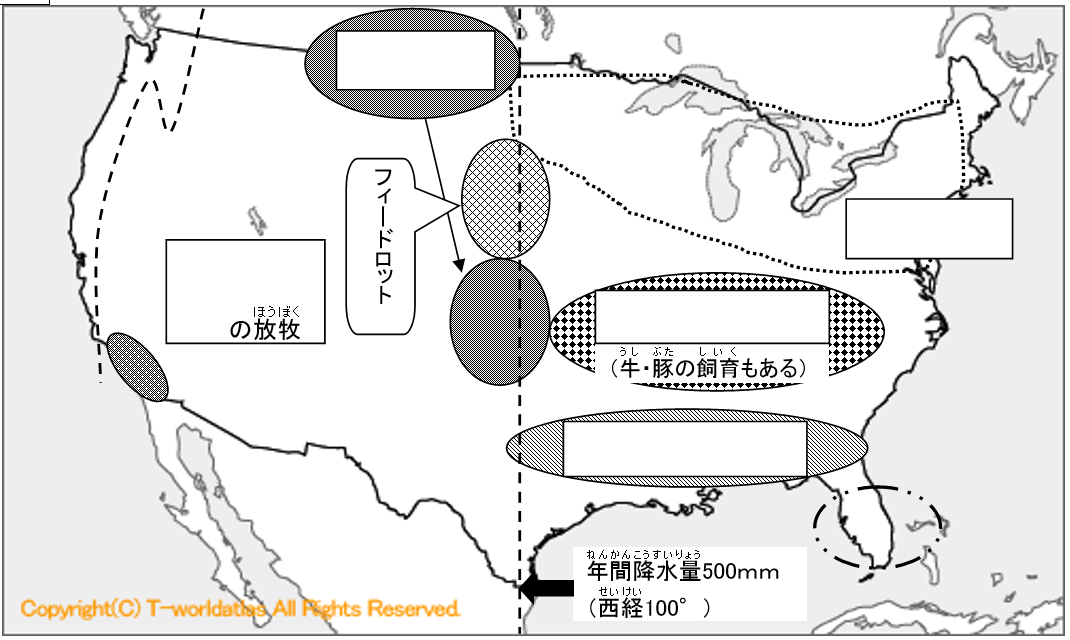 フィードロット
ほうぼく
の放牧
うし ぶた しいく
(牛・豚の飼育もある)
ねんかんこうすいりょう
年間降水量500mm
せいけい
(西経100°)
Copyright(C) T-worldatlas All Rights Reserved.